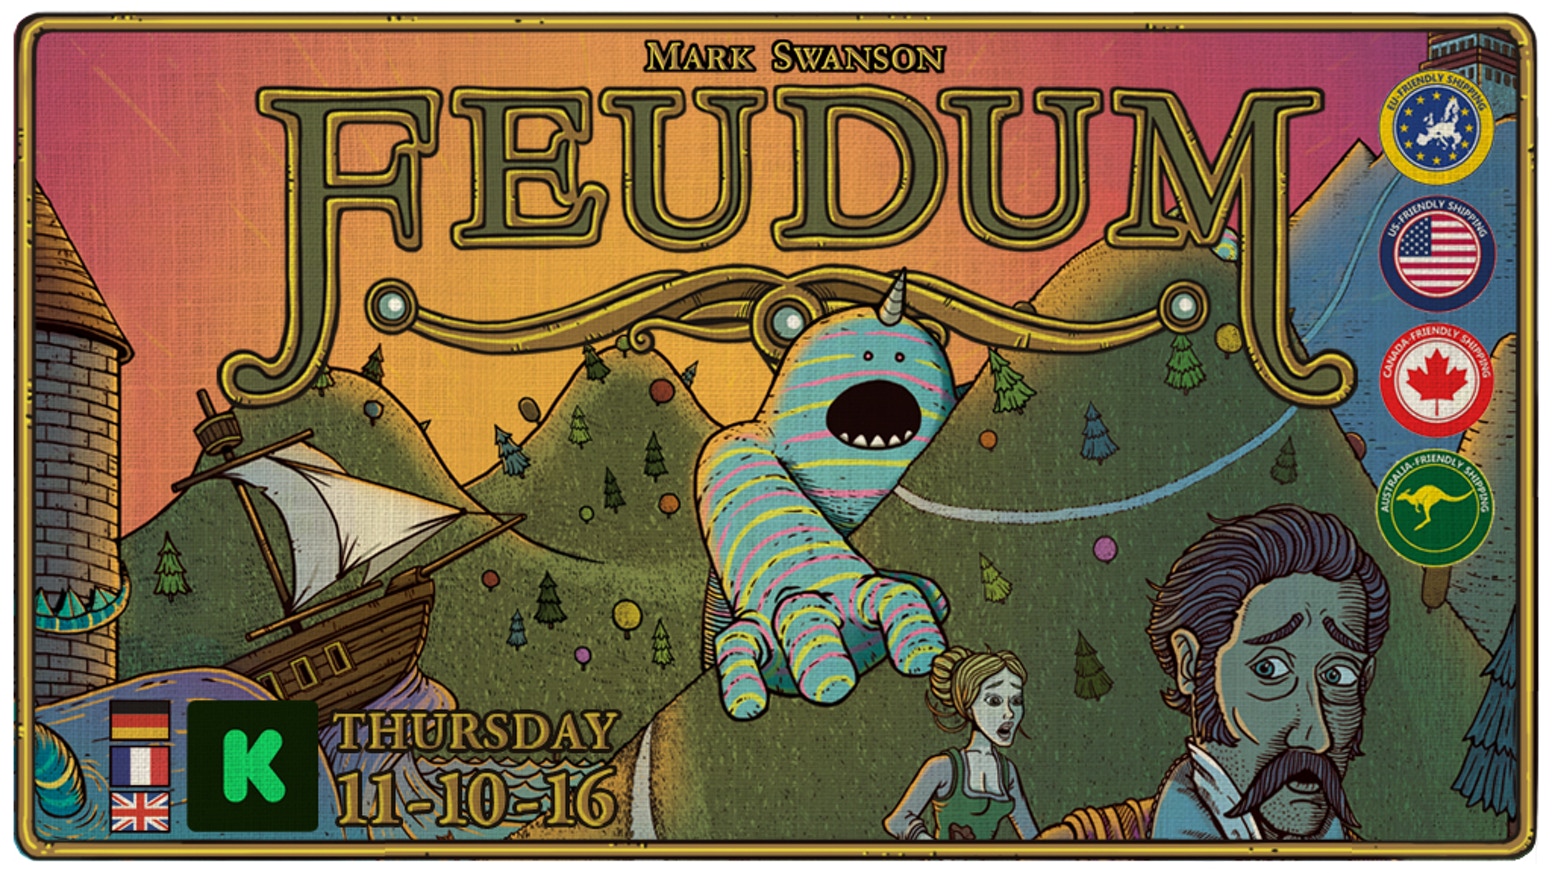 MARK SWANSON
FEUDUM
EU-FRIENDLY SHIPPING
US-FRIENDLY SHIPPING
CANADA-FRIENDLY SHIPPING
AUSTRALIA-FRIENDLY SHIPPING
K
THURSDAY
11-10-16